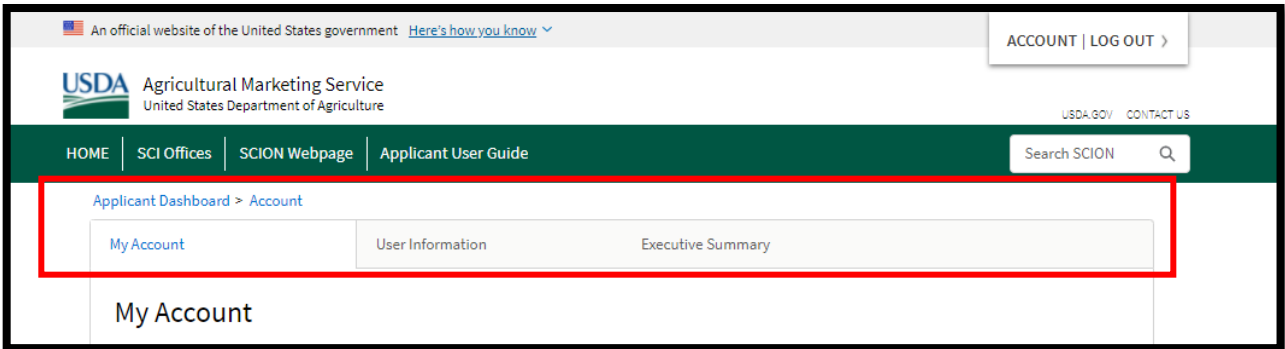 An official website of the United States government Here's how you know
ACCOUNT | LOG OUT
USDA
Agricultural Marketing Service
United States Department of Agriculture
USDA.GOV CONTACT US
HOME SCI Offices SCION Webpage Applicant User Guide
Search SCION
Applicant Dashboard > Account
My Account User Information Executive Summary
My Account